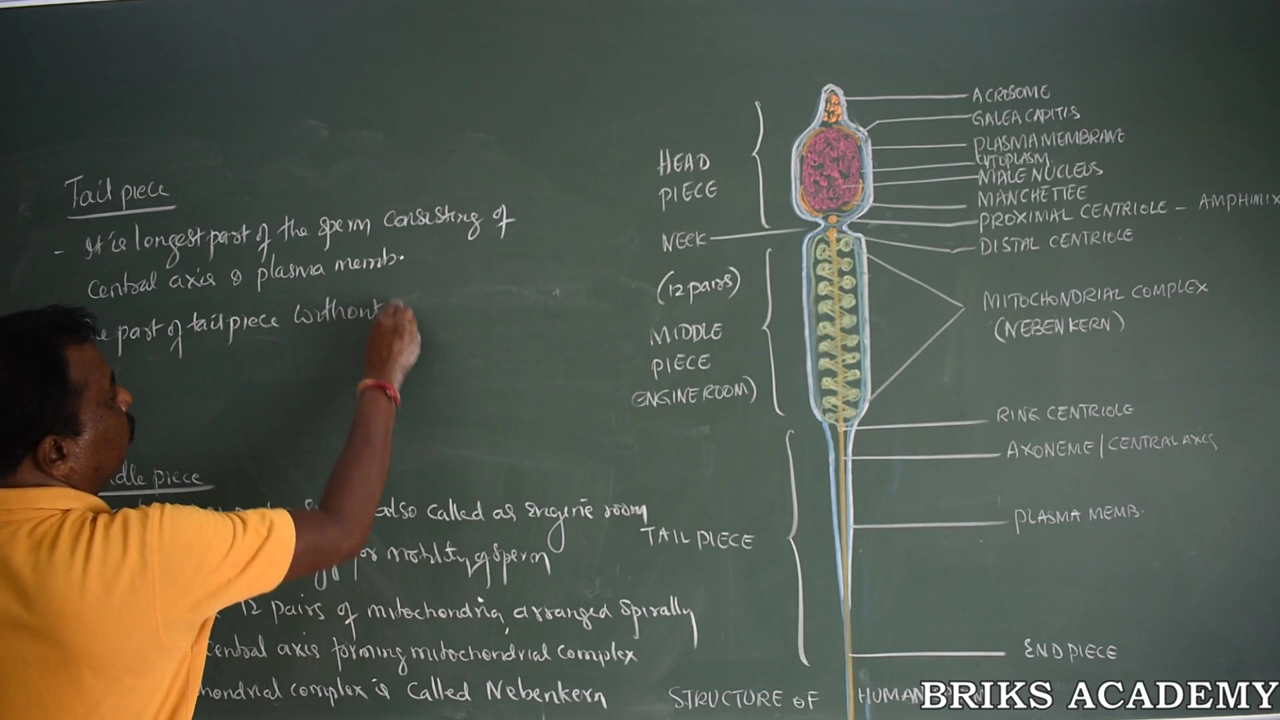 Tail piece
- It is longest part of the sperm consisting of
central axis & plasma memb.
part of tail piece without
dle piece
also called as engine room
for motility of sperm
12 pairs of mitochondria, arranged spirally
central axis forming mitochondrial complex
hondrial complex is called Nebenkern
HEAD
PIECE
NECK
(12 pairs)
MIDDLE
PIECE
ENGINE ROOM)
TAIL PIECE
ACROSOME
GALEA CAPITIS
PLASMA MEMBRANE
CYTOPLASM
MALE NUCLEUS
MANCHETTEE
PROXIMAL CENTRIOLE - AMPHIMIX
DISTAL CENTRIOLE
MITOCHONDRIAL COMPLEX
(NEBENKERN)
RING CENTRIOLE
AXONEME/CENTRAL AXIS
PLASMA MEMB.
END PIECE
STRUCTURE OF HUMAN
BRIKS ACADEMY